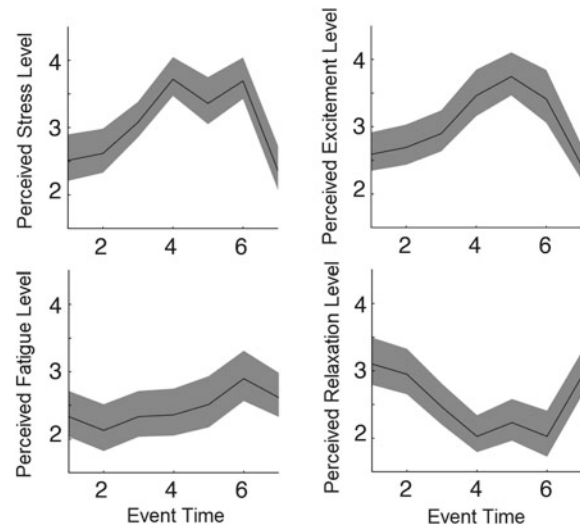 Perceived Stress Level
4
3
2
2 4 6
Perceived Excitement Level
4
3
2
2 4 6
Perceived Fatigue Level
4
3
2
2 4 6
Event Time
Perceived Relaxation Level
4
3
2
2 4 6
Event Time